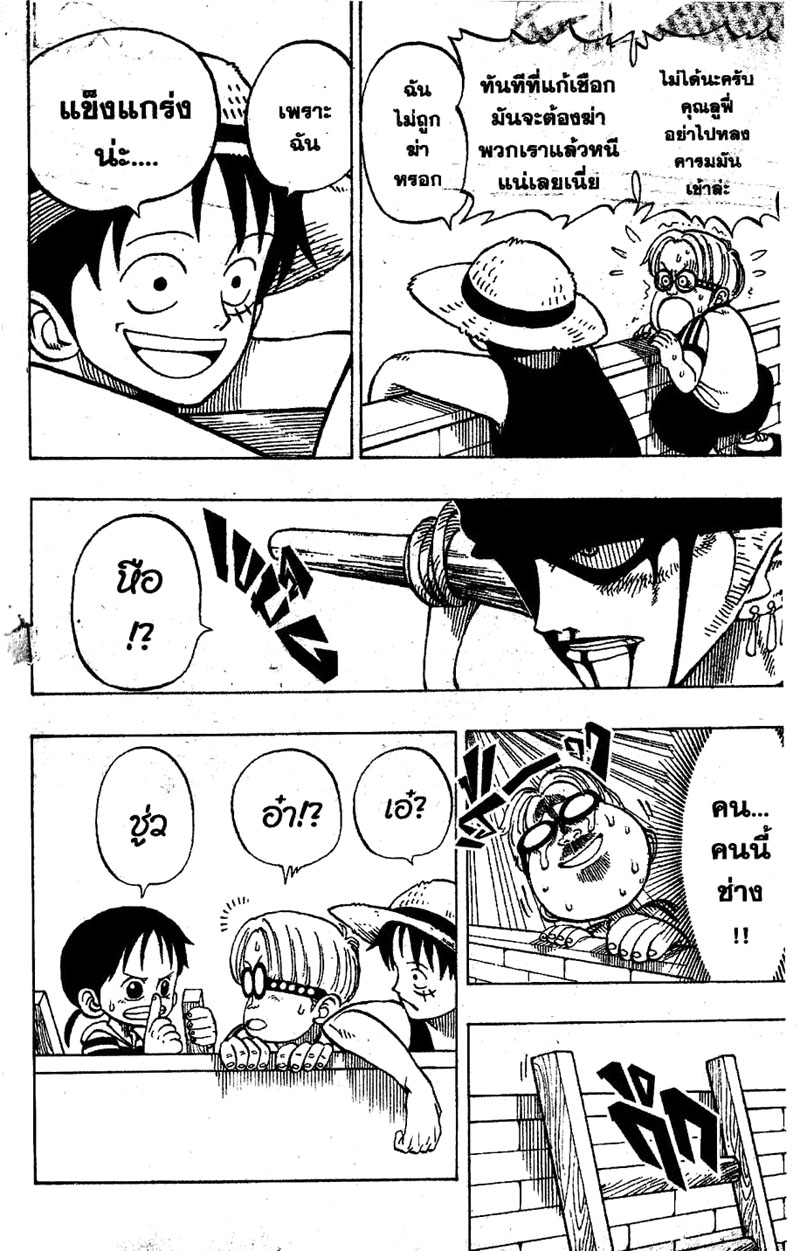 ไม่ได้นะครับ
คุณลูฟี่
อย่าไปหลง
คารมมัน
เข้าล่ะ
ทันทีที่แก้เชือก
มันจะต้องฆ่า
พวกเราแล้วหนี
แน่เลยเนี่ย
ฉัน
ไม่ถูก
ฆ่า
หรอก
เพราะ
ฉัน
แข็งแกร่ง
น่ะ....
หือ
!?
คน...
คนนี้
ช่าง
!!
กึก
เอ๋?
อ๋า!?
ชู่ว